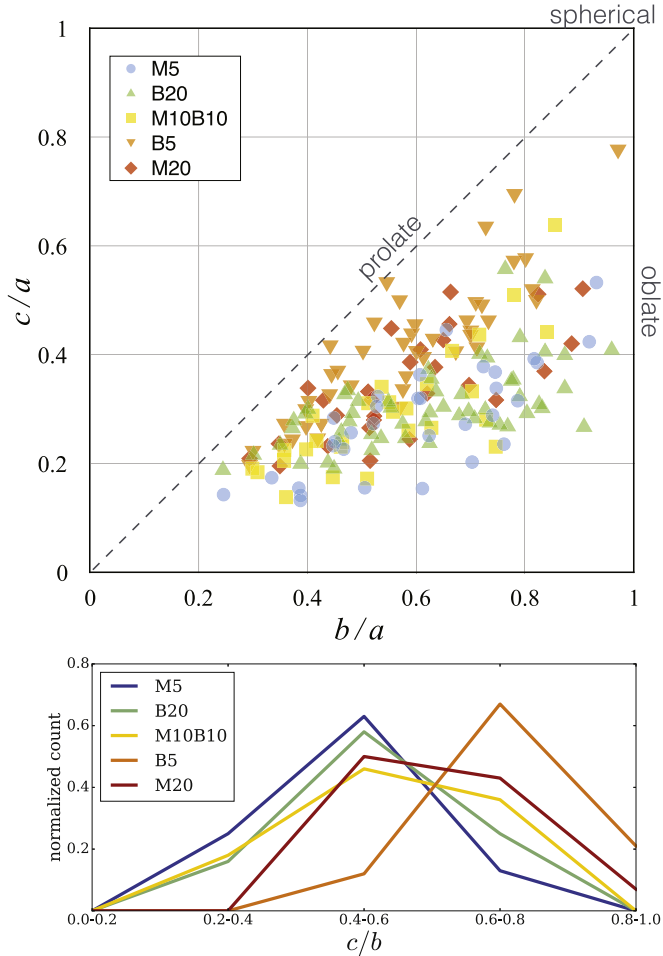 spherical
1
M5
B20
M10B10
B5
M20
0.8
prolate
0.6
c/a
oblate
0.4
0.2
0
0 0.2 0.4 0.6 0.8 1
b/a
0.8
M5
B20
M10B10
B5
M20
0.6
normalized count
0.4
0.2
0.0-0.2 0.2-0.4 0.4-0.6 0.6-0.8 0.8-1.0
c/b